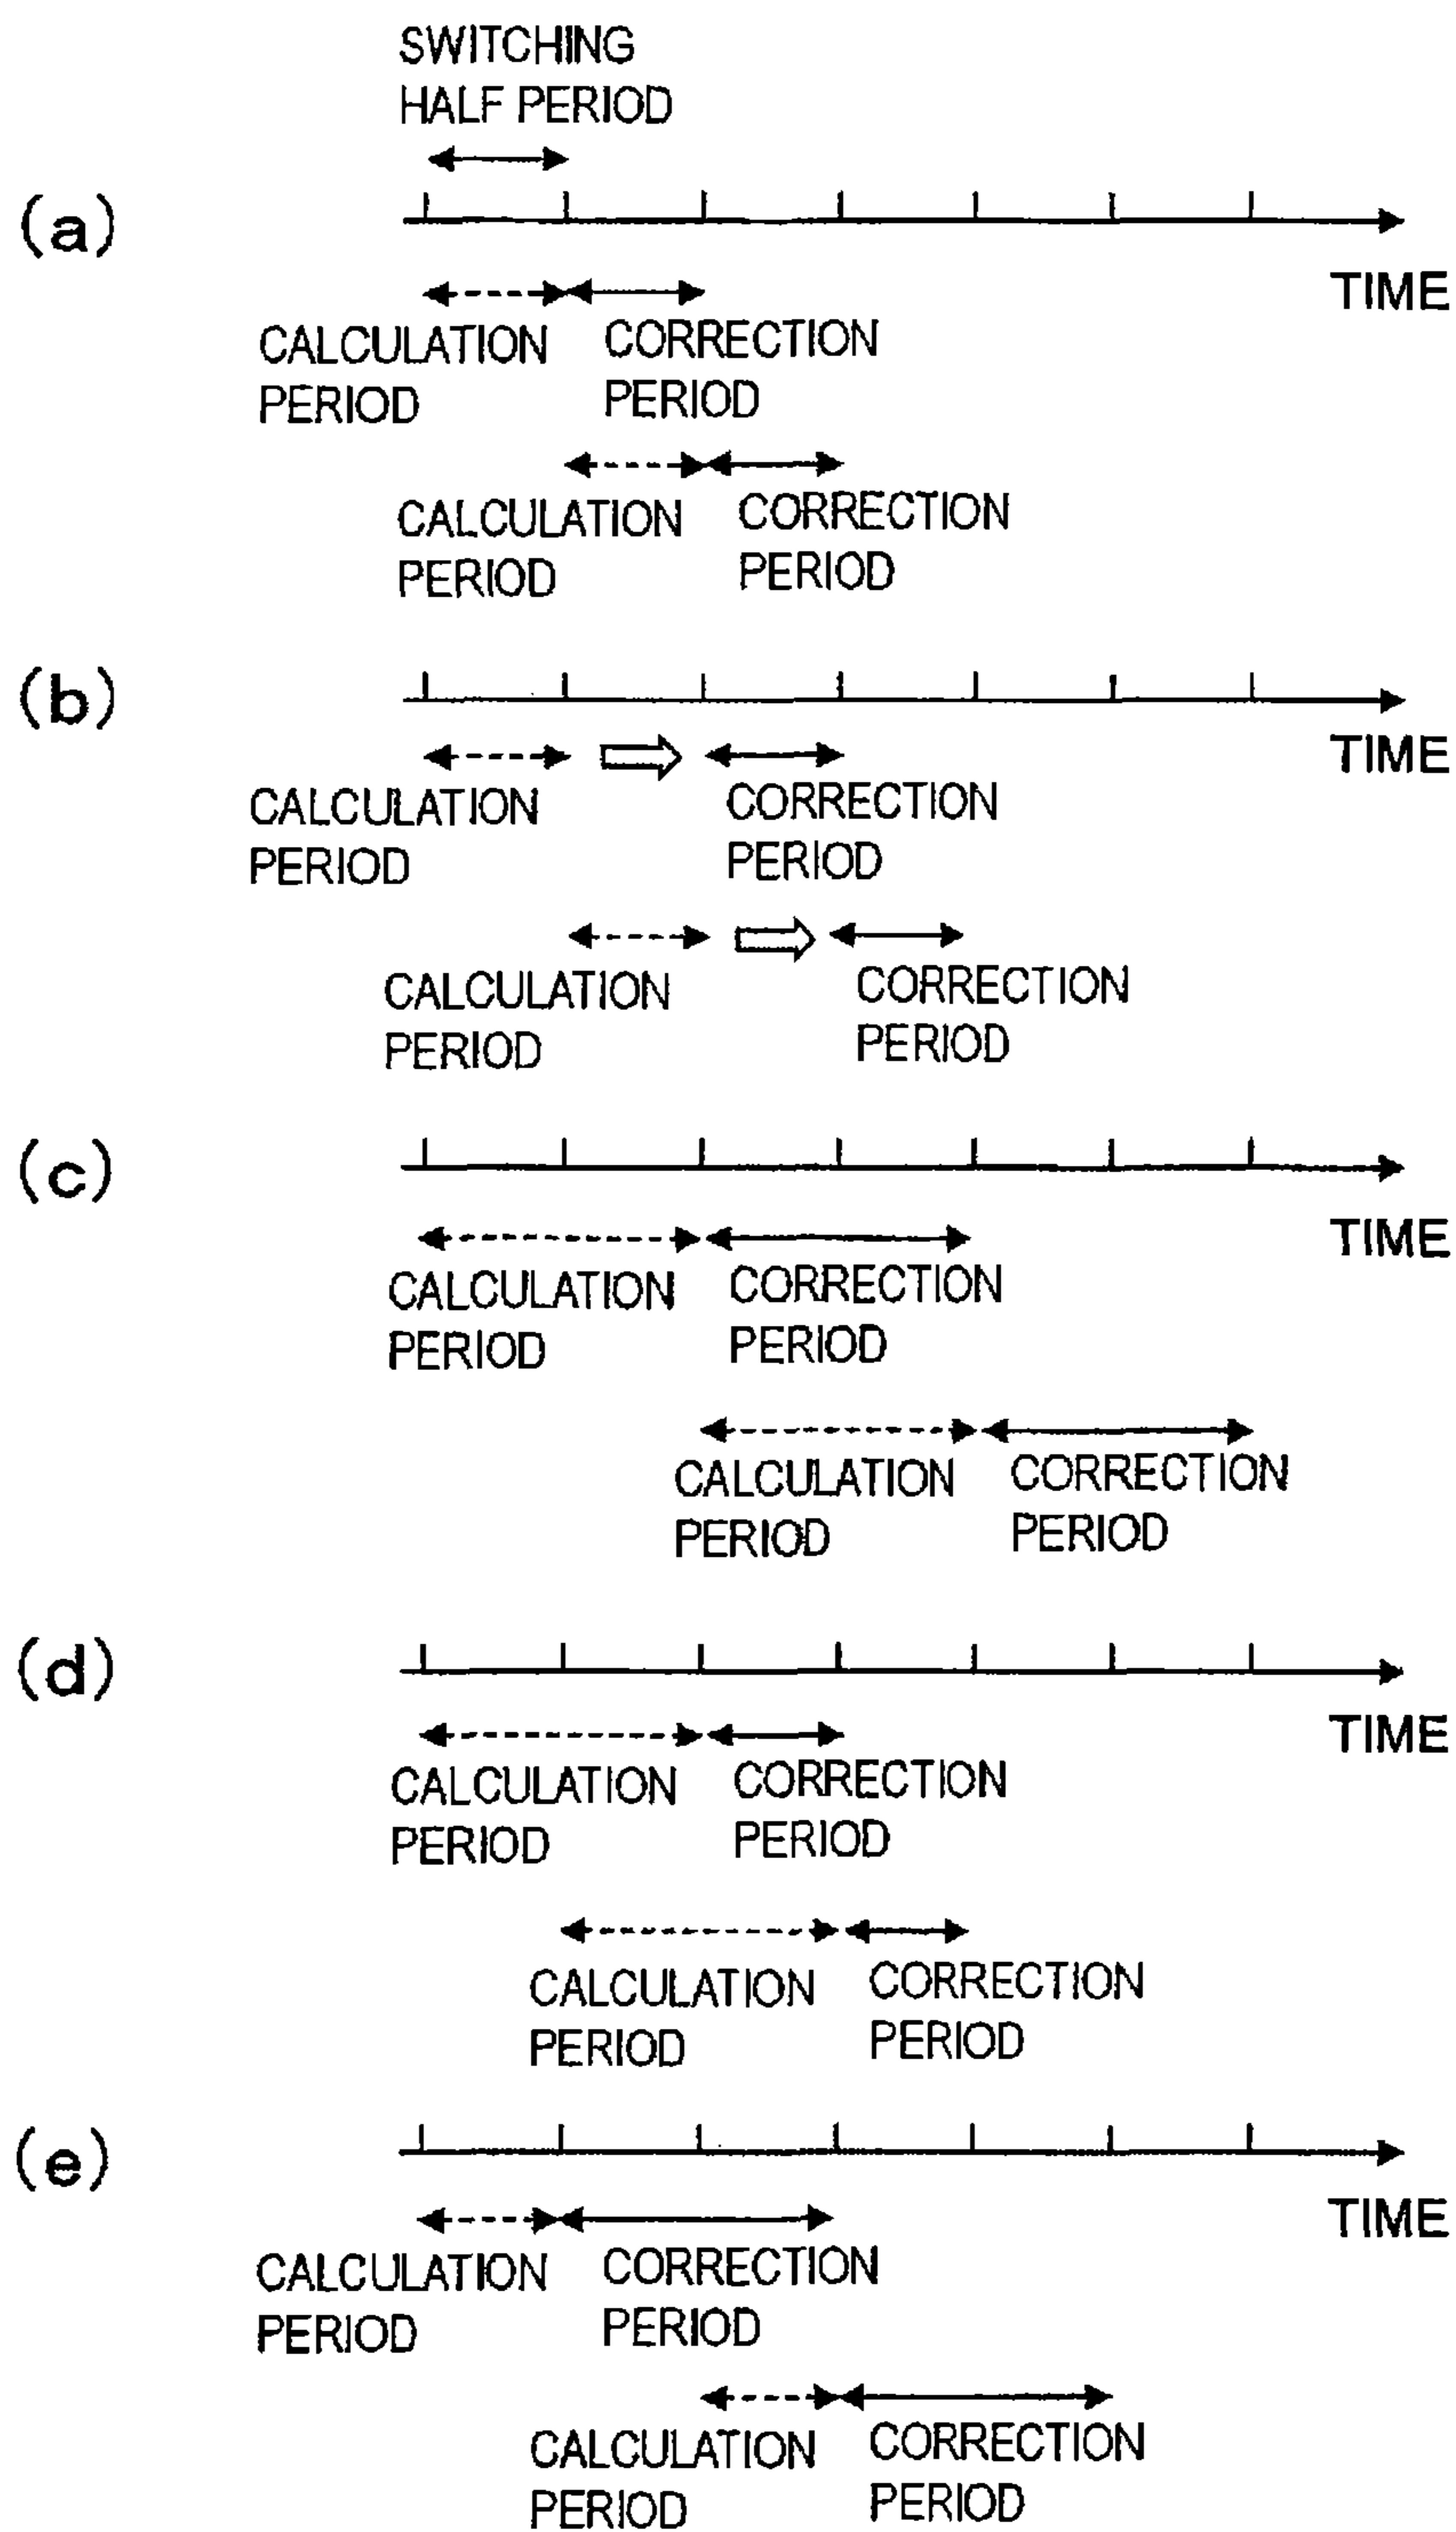 SWITCHING
HALF PERIOD
(a)
TIME
CALCULATION
PERIOD
CORRECTION
PERIOD
CALCULATION
PERIOD
CORRECTION
PERIOD
(b)
TIME
CALCULATION
PERIOD
CORRECTION
PERIOD
CALCULATION
PERIOD
CORRECTION
PERIOD
(c)
TIME
CALCULATION
PERIOD
CORRECTION
PERIOD
CALCULATION
PERIOD
CORRECTION
PERIOD
(d)
TIME
CALCULATION
PERIOD
CORRECTION
PERIOD
CALCULATION
PERIOD
CORRECTION
PERIOD
(e)
TIME
CALCULATION
PERIOD
CORRECTION
PERIOD
CALCULATION
PERIOD
CORRECTION
PERIOD